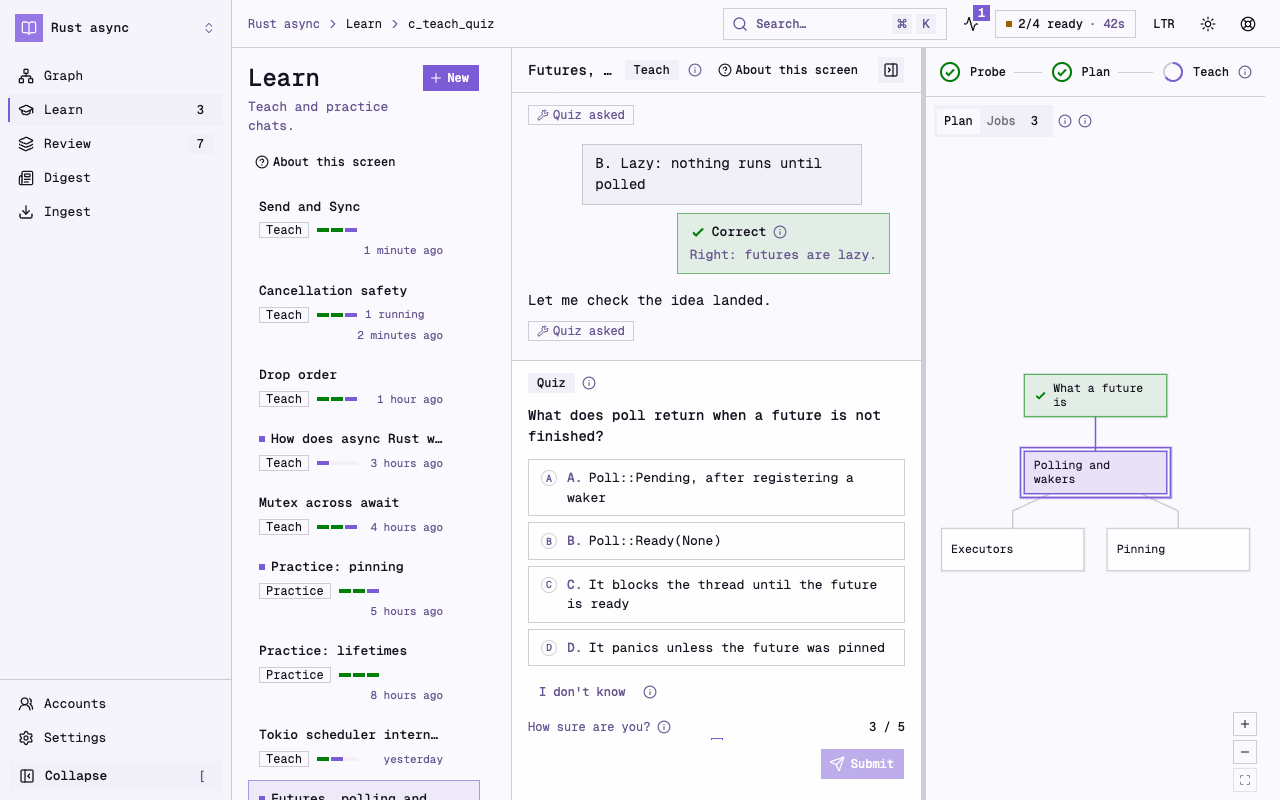 Rust async
Graph
Learn 3
Review 7
Digest
Ingest
Accounts
Settings
Collapse [
Rust async > Learn > c_teach_quiz
Search… ⌘ K
1
2/4 ready · 42s
LTR
Learn
+ New
Teach and practice
chats.
About this screen
Send and Sync
Teach
1 minute ago
Cancellation safety
Teach 1 running
2 minutes ago
Drop order
Teach 1 hour ago
How does async Rust w…
Teach 3 hours ago
Mutex across await
Teach 4 hours ago
Practice: pinning
Practice
5 hours ago
Practice: lifetimes
Practice
8 hours ago
Tokio scheduler intern…
Teach yesterday
Futures, polling and
Futures, … Teach About this screen
Quiz asked
B. Lazy: nothing runs until
polled
Correct
Right: futures are lazy.
Let me check the idea landed.
Quiz asked
Quiz
What does poll return when a future is not
finished?
A A. Poll::Pending, after registering a
waker
B B. Poll::Ready(None)
C C. It blocks the thread until the future
is ready
D D. It panics unless the future was pinned
I don't know
How sure are you? 3 / 5
Submit
Probe Plan Teach
Plan Jobs 3
What a future
is
Polling and
wakers
Executors
Pinning
+
−